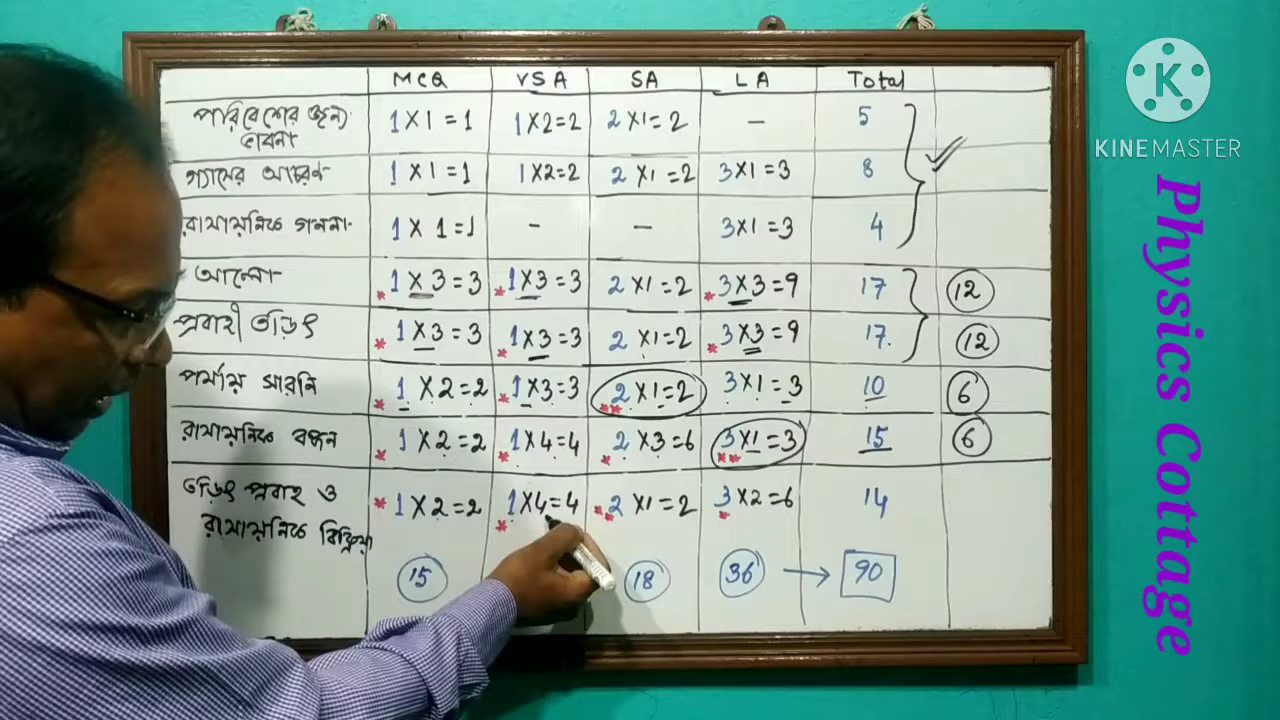 MCQ VSA SA LA Total
পরিবেশের জন্য ভাবনা 1×1=1 1×2=2 2×1=2 — 5
গ্যাসের আচরণ 1×1=1 1×2=2 2×1=2 3×1=3 8
রাসায়নিক গণনা 1×1=1 - - 3×1=3 4
আলো *1×3=3 *1×3=3 2×1=2 *3×3=9 17 12
প্রবাহী তড়িৎ *1×3=3 *1×3=3 2×1=2 *3×3=9 17. 12
পর্যায় সারনি *1×2=2 *1×3=3 **2×1=2 3×1=3 10 6
রাসায়নিক বন্ধন *1×2=2 *1×4=4 *2×3=6 **3×1=3 15 6
তড়িৎ প্রবাহ ও
রাসায়নিক বিক্রিয়া *1×2=2 *1×4=4 **2×1=2 *3×2=6 14
15 18 36 → 90
K
KINEMASTER
Physics Cottage